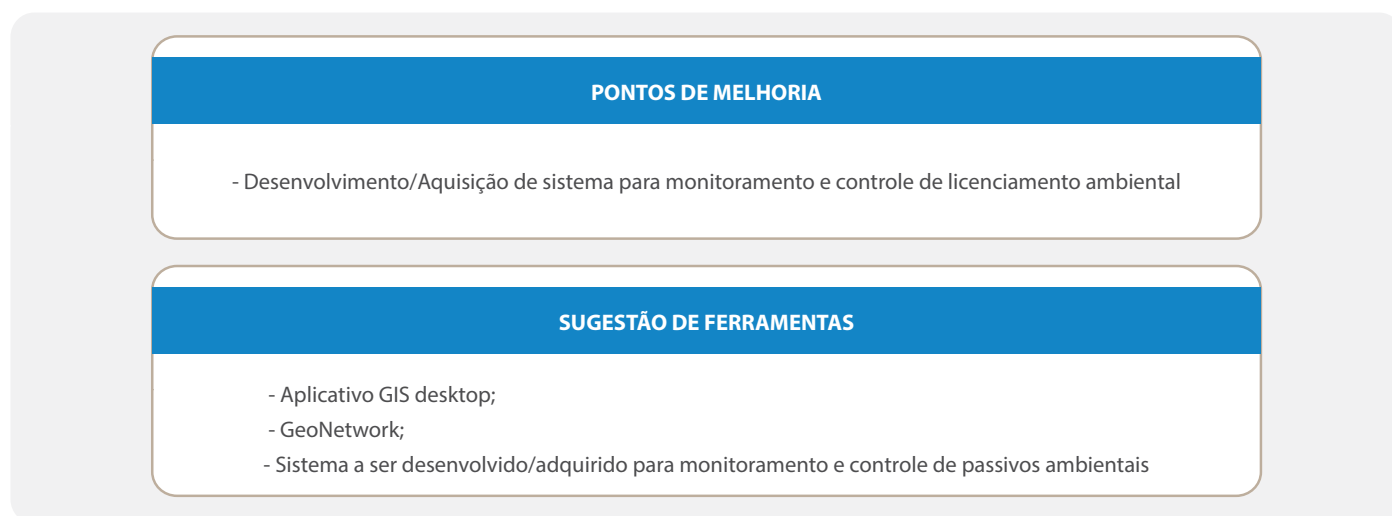 PONTOS DE MELHORIA
- Desenvolvimento/Aquisição de sistema para monitoramento e controle de licenciamento ambiental
SUGESTÃO DE FERRAMENTAS
- Aplicativo GIS desktop;
- GeoNetwork;
- Sistema a ser desenvolvido/adquirido para monitoramento e controle de passivos ambientais